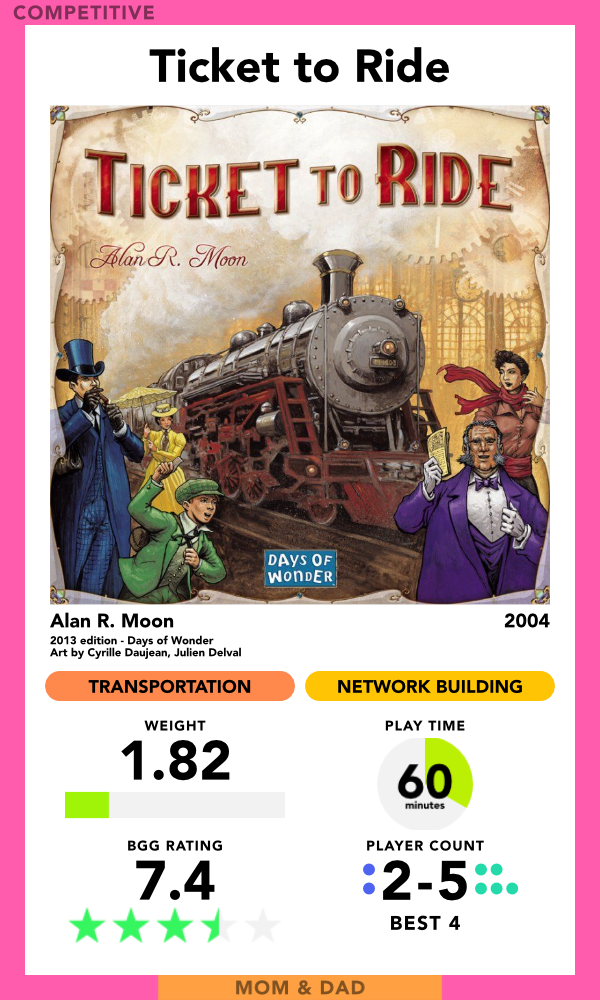 COMPETITIVE
Ticket to Ride
TICKET TO RIDE
Alan R. Moon
DAYS OF
WONDER
Alan R. Moon 2004
2013 edition - Days of Wonder
Art by Cyrille Daujean, Julien Delval
TRANSPORTATION NETWORK BUILDING
WEIGHT PLAY TIME
1.82 60
minutes
BGG RATING PLAYER COUNT
7.4 2-5
BEST 4
MOM & DAD